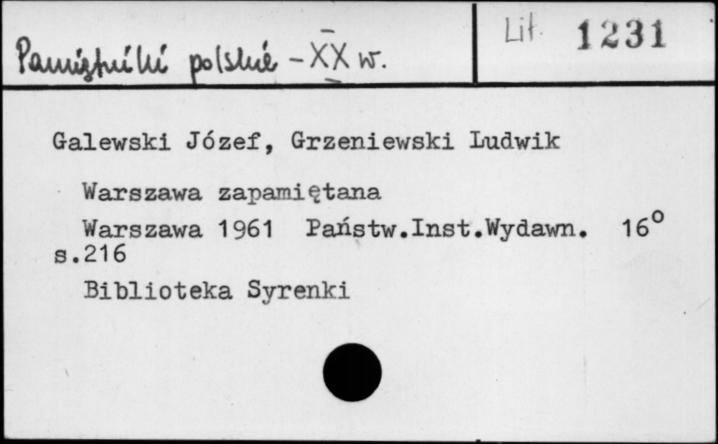 Pamiętniki polskie - XX w.
Lit. 1231
Galewski Józef, Grzeniewski Ludwik
Warszawa zapamiętana
Warszawa 1961 Państw.Inst.Wydawn. 16°
s.216
Biblioteka Syrenki